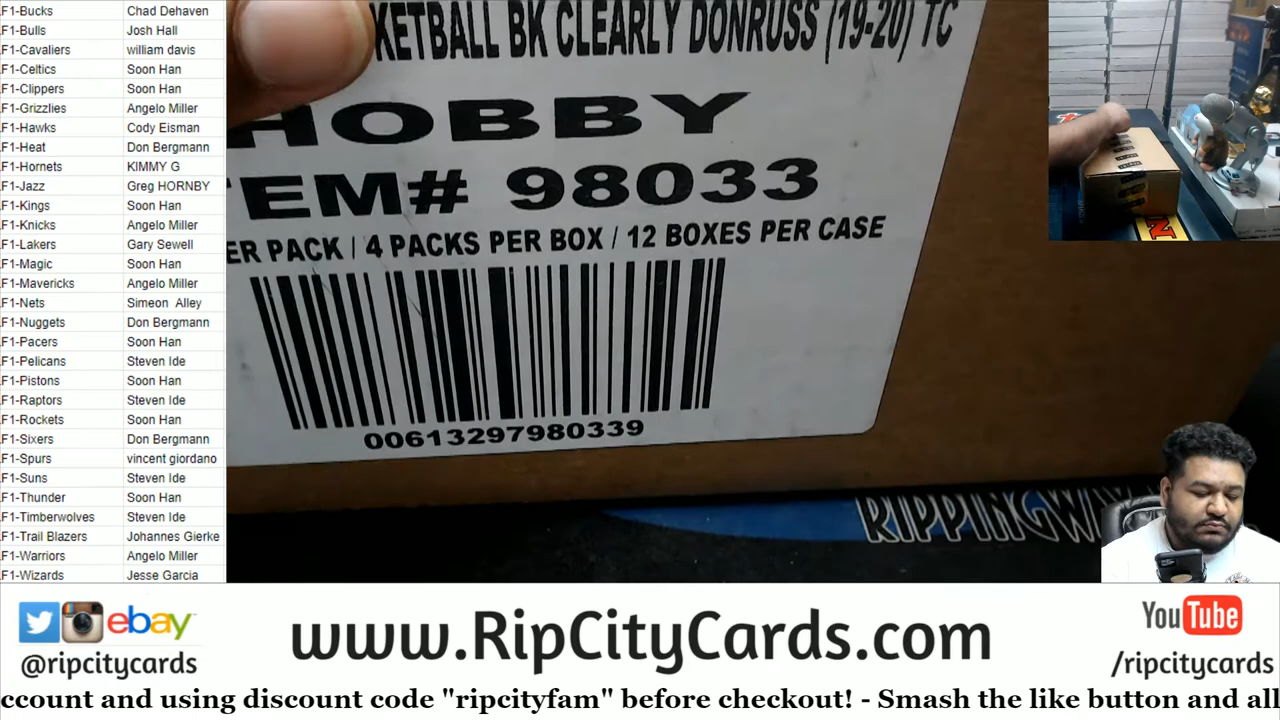 .F1-Bucks Chad Dehaven
.F1-Bulls Josh Hall
.F1-Cavaliers william davis
.F1-Celtics Soon Han
.F1-Clippers Soon Han
.F1-Grizzlies Angelo Miller
.F1-Hawks Cody Eisman
.F1-Heat Don Bergmann
.F1-Hornets KIMMY G
.F1-Jazz Greg HORNBY
.F1-Kings Soon Han
.F1-Knicks Angelo Miller
.F1-Lakers Gary Sewell
.F1-Magic Soon Han
.F1-Mavericks Angelo Miller
.F1-Nets Simeon Alley
.F1-Nuggets Don Bergmann
.F1-Pacers Soon Han
.F1-Pelicans Steven Ide
.F1-Pistons Soon Han
.F1-Raptors Steven Ide
.F1-Rockets Soon Han
.F1-Sixers Don Bergmann
.F1-Spurs vincent giordano
.F1-Suns Steven Ide
.F1-Thunder Soon Han
.F1-Timberwolves Steven Ide
.F1-Trail Blazers Johannes Gierke
.F1-Warriors Angelo Miller
.F1-Wizards Jesse Garcia
KETBALL BK CLEARLY DONRUSS (19-20) TC
HOBBY
TEM# 98033
ER PACK / 4 PACKS PER BOX / 12 BOXES PER CASE
00613297980339
RIPPINGW
ebay
@ripcitycards
www.RipCityCards.com
YouTube
/ripcitycards
ccount and using discount code "ripcityfam" before checkout! - Smash the like button and all